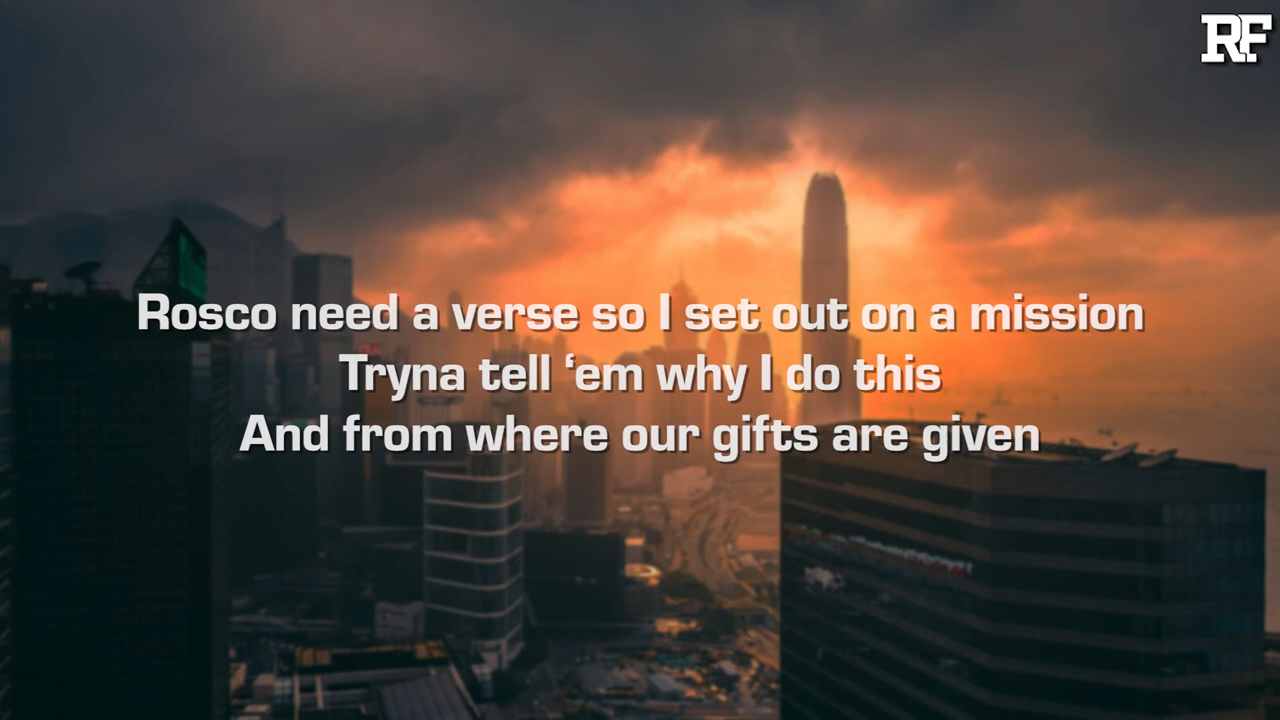 RF
Rosco need a verse so I set out on a mission
Tryna tell ‘em why I do this
And from where our gifts are given